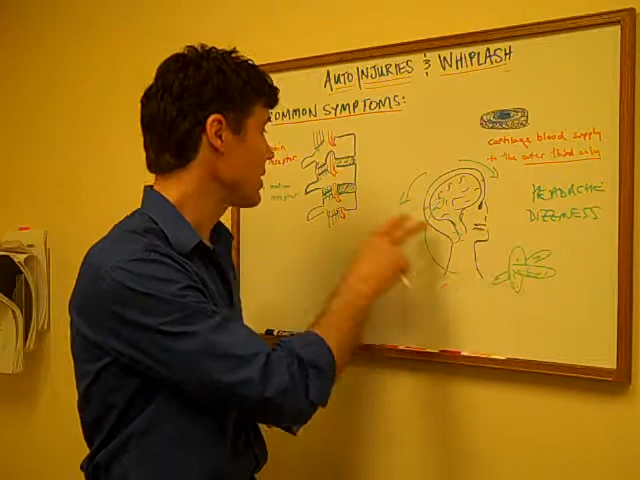 AUTO INJURIES & WHIPLASH
COMMON SYMPTOMS:
cartilage blood supply
to the outer third only
HEADACHE
DIZZINESS